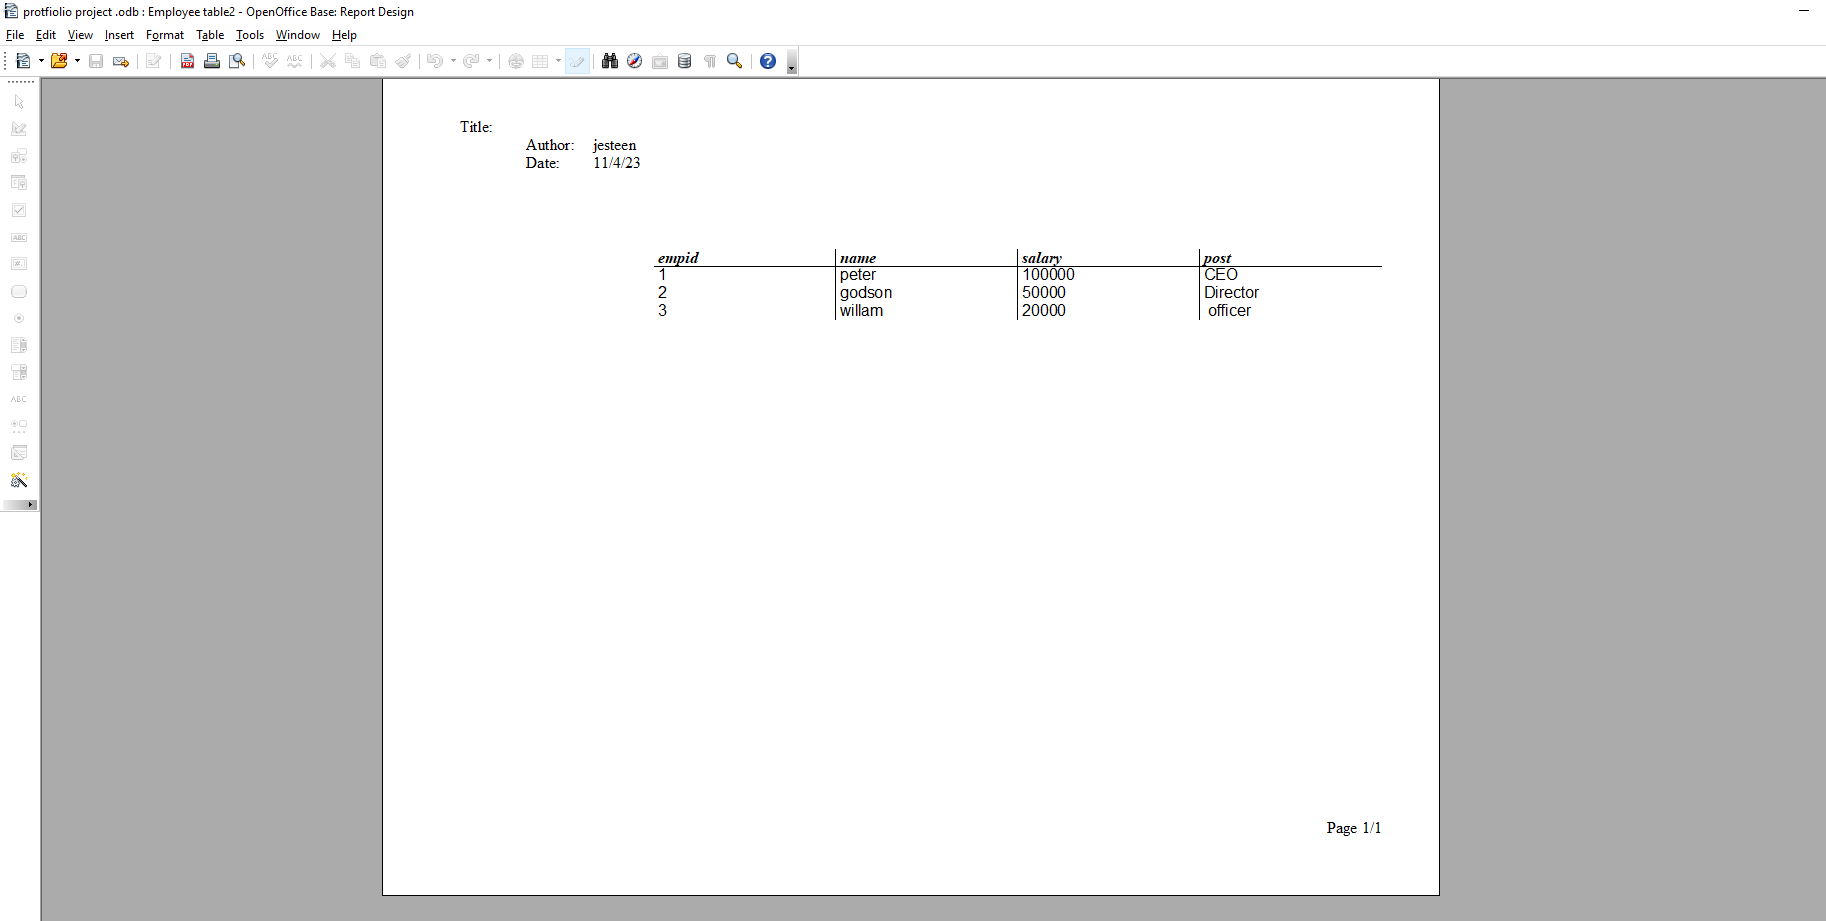 protfiolio project .odb : Employee table2 - OpenOffice Base: Report Design
File Edit View Insert Format Table Tools Window Help
Title:
Author: jesteen
Date: 11/4/23
empid name salary post
1 peter 100000 CEO
2 godson 50000 Director
3 willam 20000 officer
Page 1/1